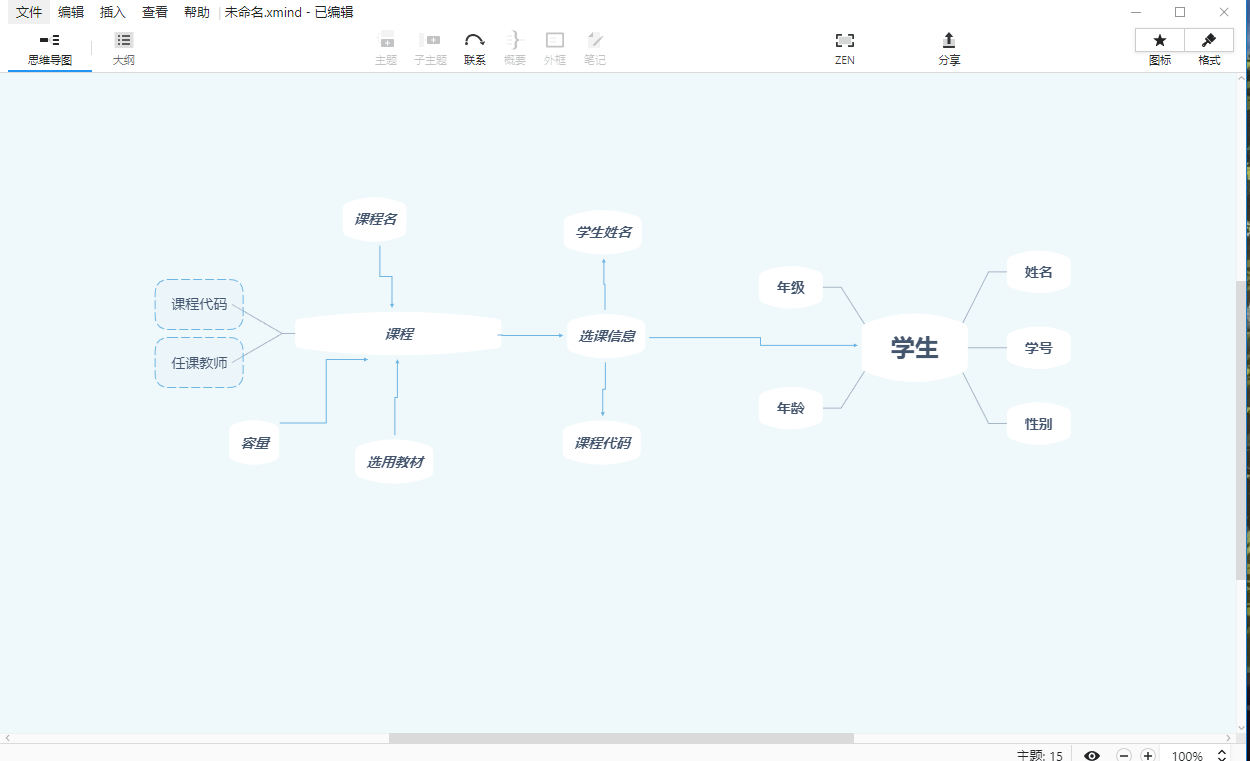 文件 编辑 插入 查看 帮助 未命名.xmind - 已编辑
思维导图 大纲 主题 子主题 联系 概要 外框 笔记 ZEN 分享 图标 格式
课程名
学生姓名
姓名
年级
课程代码
课程
选课信息
学生
学号
任课教师
年龄
性别
容量
课程代码
选用教材
主题: 15 100%